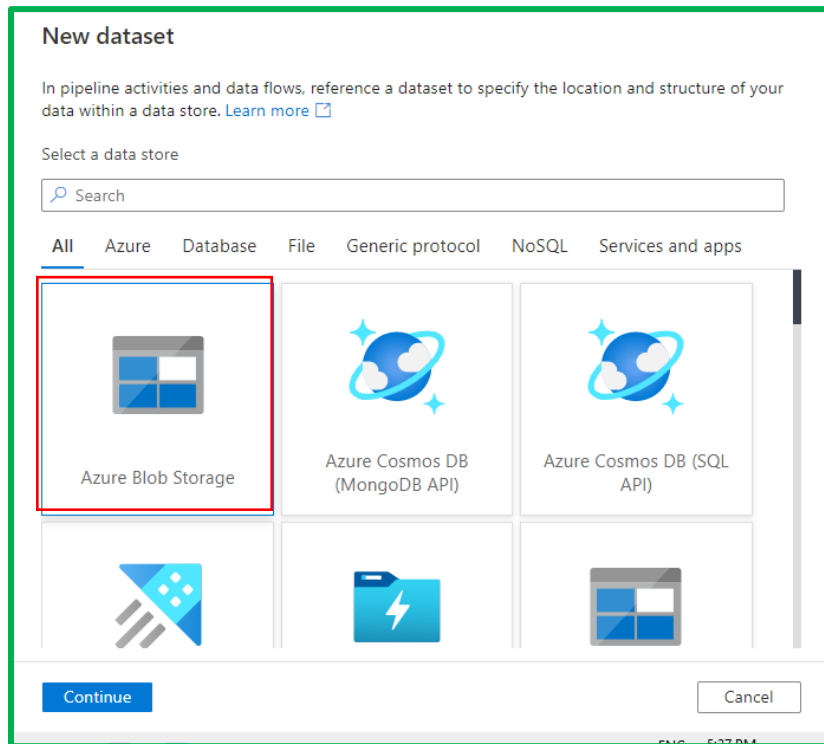 New dataset
In pipeline activities and data flows, reference a dataset to specify the location and structure of your
data within a data store. Learn more
Select a data store
Search
All Azure Database File Generic protocol NoSQL Services and apps
Azure Blob Storage
Azure Cosmos DB
(MongoDB API)
Azure Cosmos DB (SQL
API)
Continue
Cancel